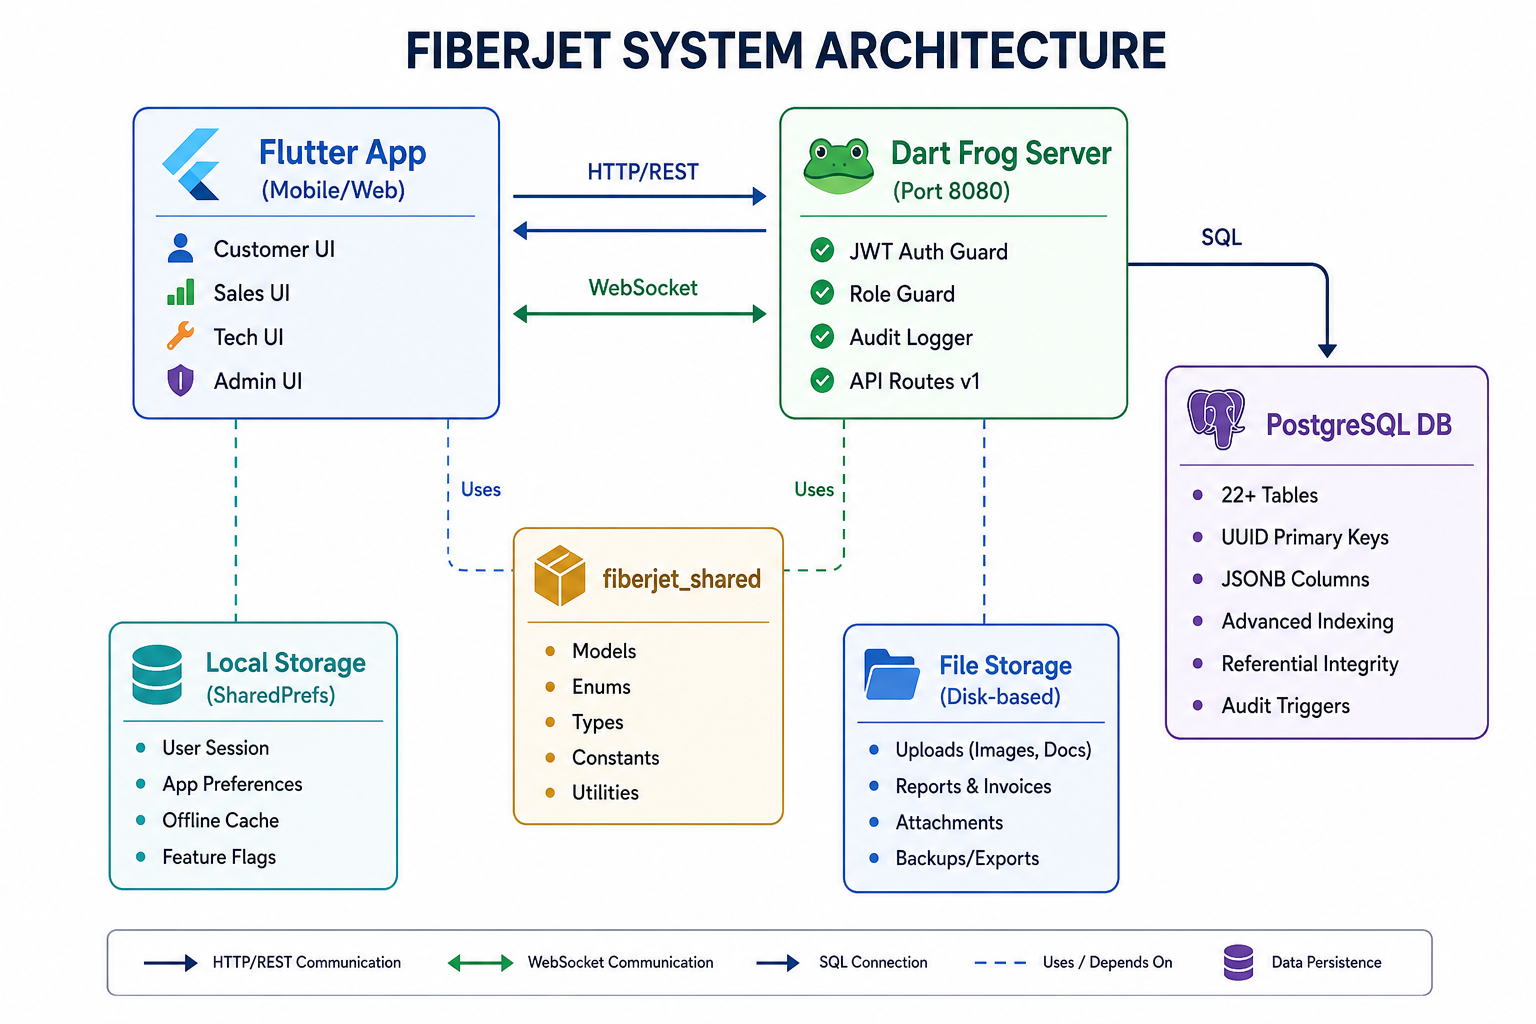 FIBERJET SYSTEM ARCHITECTURE
Flutter App
(Mobile/Web)
Customer UI
Sales UI
Tech UI
Admin UI
HTTP/REST
WebSocket
Dart Frog Server
(Port 8080)
JWT Auth Guard
Role Guard
Audit Logger
API Routes v1
SQL
PostgreSQL DB
22+ Tables
UUID Primary Keys
JSONB Columns
Advanced Indexing
Referential Integrity
Audit Triggers
Uses
Uses
Local Storage
(SharedPrefs)
User Session
App Preferences
Offline Cache
Feature Flags
fiberjet_shared
Models
Enums
Types
Constants
Utilities
File Storage
(Disk-based)
Uploads (Images, Docs)
Reports & Invoices
Attachments
Backups/Exports
HTTP/REST Communication
WebSocket Communication
SQL Connection
Uses / Depends On
Data Persistence